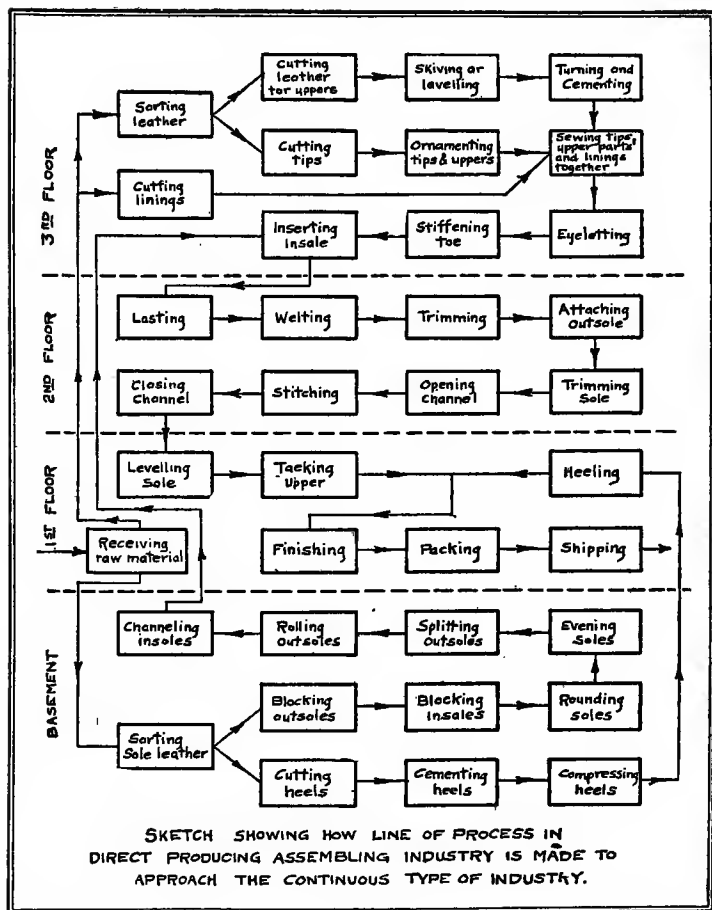 3RD FLOOR
Cutting
leather
for uppers
Skiving or
levelling
Turning and
Cementing
Sorting
leather
Cutting
tips
Ornamenting
tips & uppers
Sewing tips,
upper parts
and linings
together
Cutting
linings
Inserting
insole
Stiffening
toe
Eyeletting
2ND FLOOR
Lasting
Welting
Trimming
Attaching
Outsole
Closing
Channel
Stitching
Opening
Channel
Trimming
Sole
1ST FLOOR
Levelling
Sole
Tacking
Upper
Heeling
Receiving
raw material
Finishing
Packing
Shipping
BASEMENT
Channeling
insoles
Rolling
outsoles
Splitting
outsoles
Evening
soles
Blocking
outsoles
Blocking
insoles
Rounding
soles
Sorting
Sole leather
Cutting
heels
Cementing
heels
Compressing
heels
SKETCH SHOWING HOW LINE OF PROCESS IN
DIRECT PRODUCING ASSEMBLING INDUSTRY IS MADE TO
APPROACH THE CONTINUOUS TYPE OF INDUSTRY.